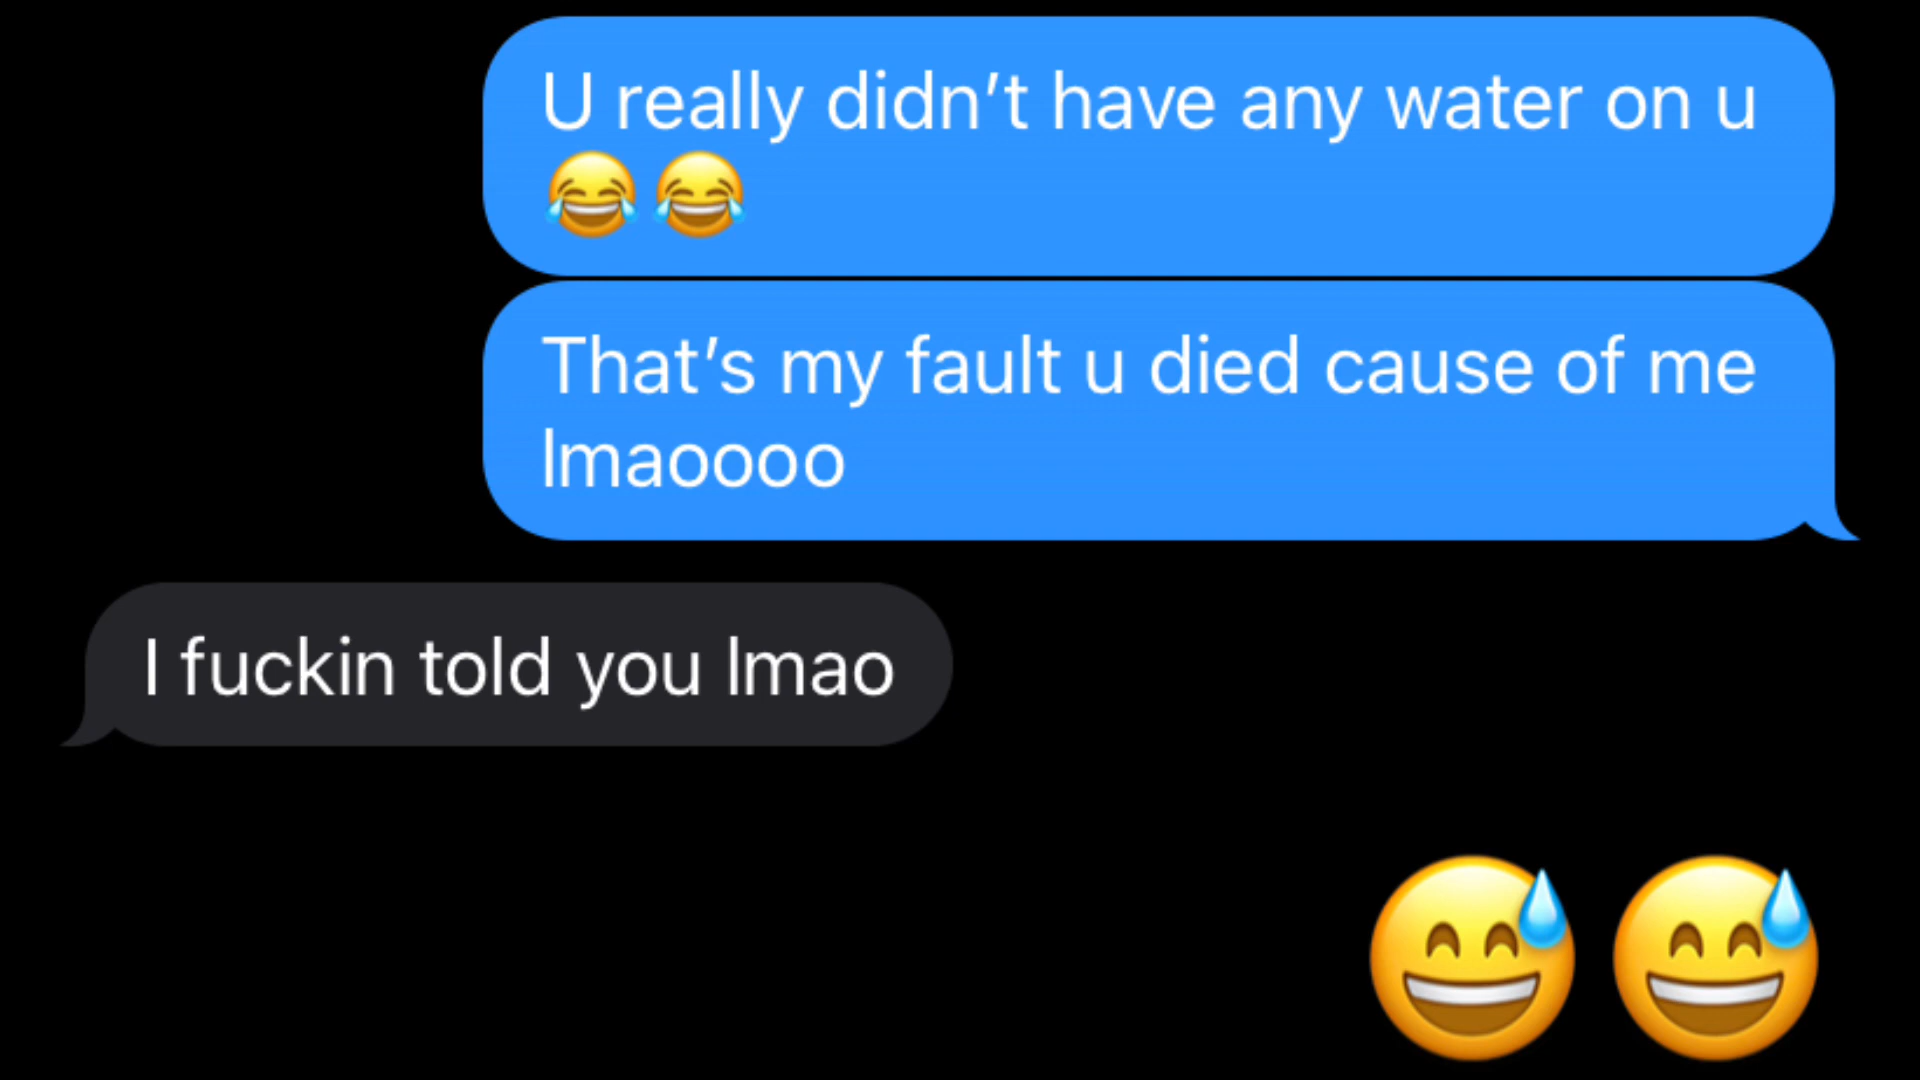 U really didn’t have any water on u
😂😂
That’s my fault u died cause of me
lmaoooo
I fuckin told you lmao
😅😅